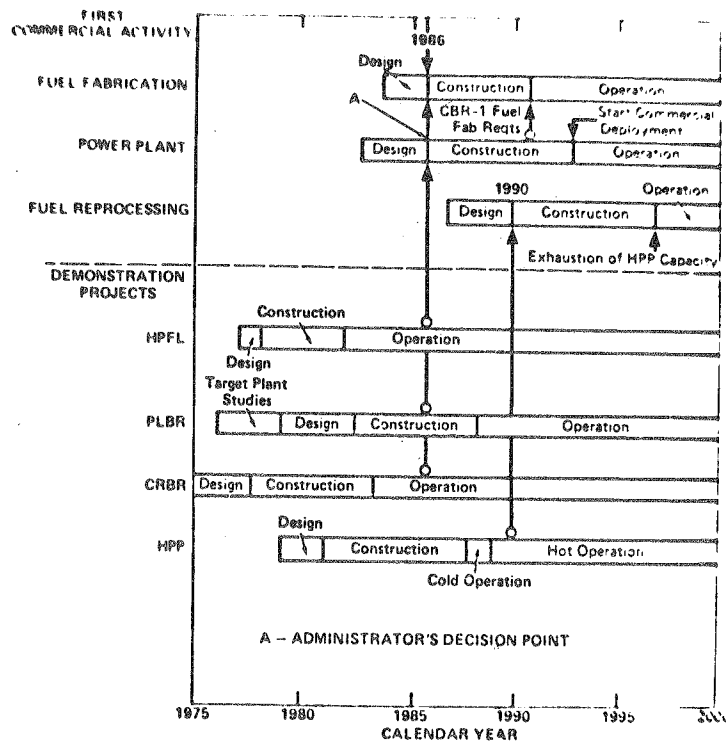 FIRST
COMMERCIAL ACTIVITY
1986
Design
FUEL FABRICATION
Construction
Operation
A
CBR-1 Fuel
Fab Reqts
Start Commercial
Deployment
POWER PLANT
Design
Construction
Operation
1990
Operation
FUEL REPROCESSING
Design
Construction
Exhaustion of HPP Capacity
DEMONSTRATION
PROJECTS
Construction
HPFL
Operation
Design
Target Plant
Studies
PLBR
Design
Construction
Operation
CRBR
Design
Construction
Operation
Design
HPP
Construction
Hot Operation
Cold Operation
A – ADMINISTRATOR'S DECISION POINT
1975
1980
1985
1990
1995
2000
CALENDAR YEAR